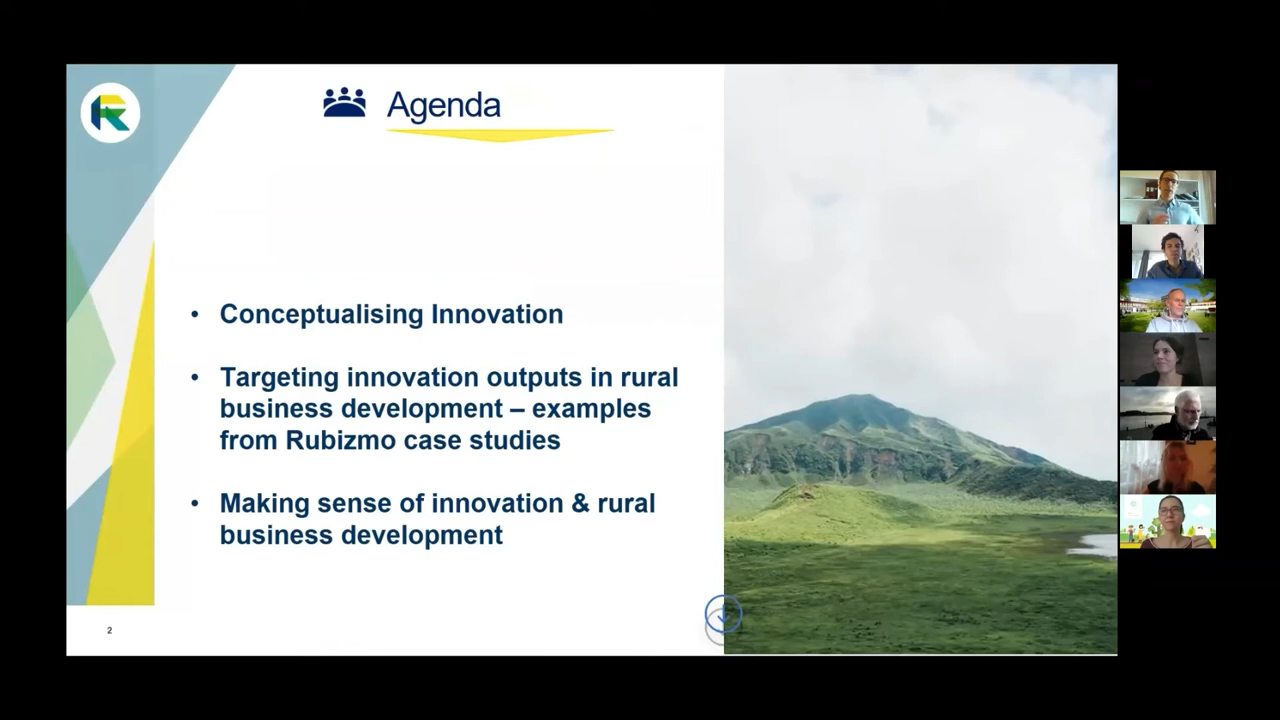 Agenda
• Conceptualising Innovation
• Targeting innovation outputs in rural
business development – examples
from Rubizmo case studies
• Making sense of innovation & rural
business development
2